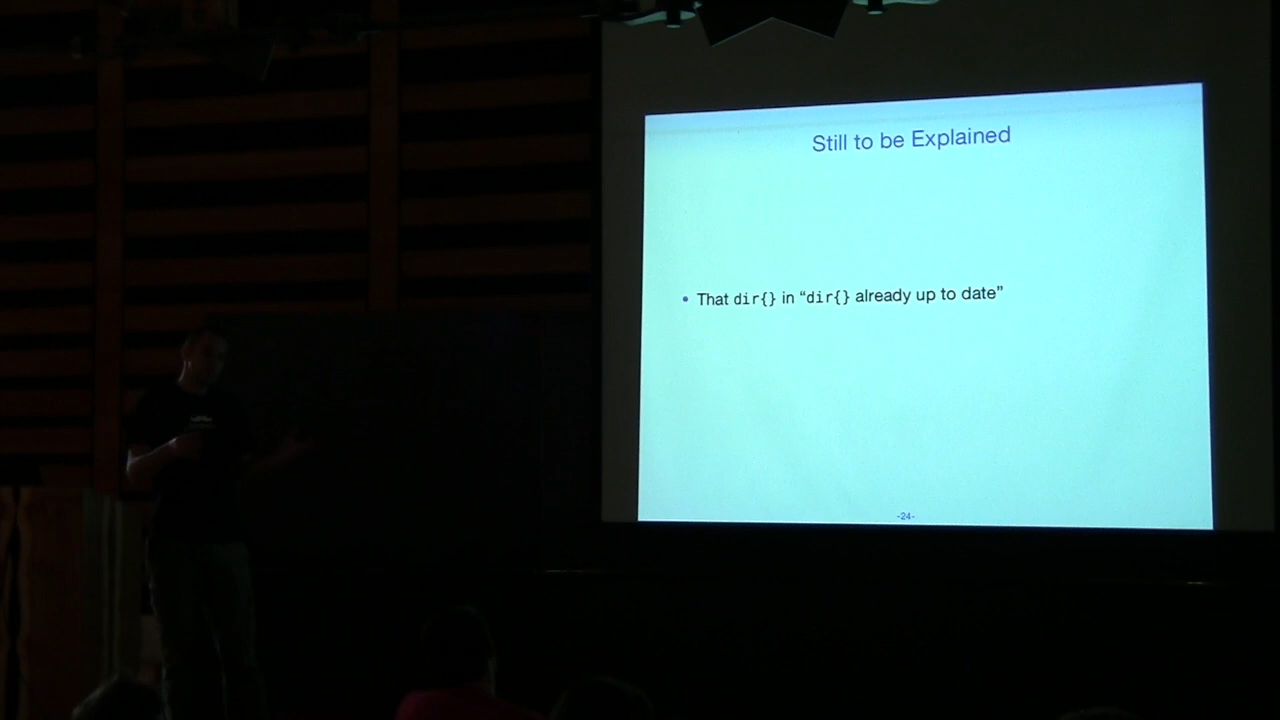 Still to be Explained
• That dir{} in “dir{} already up to date”
-24-